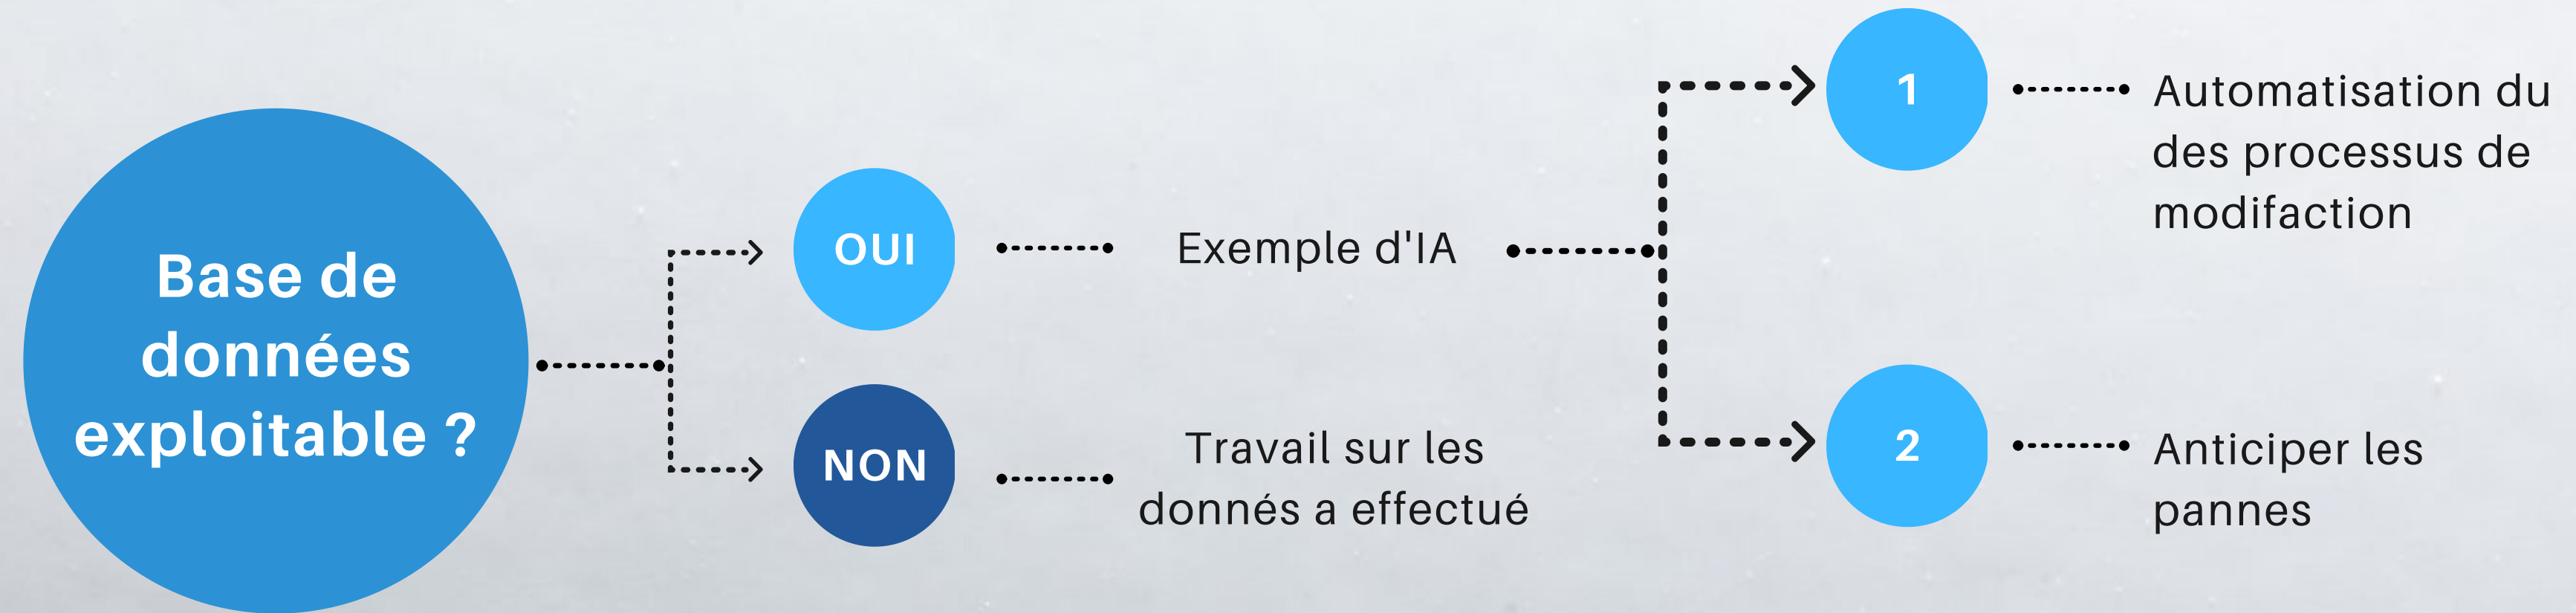 Base de
données
exploitable ?
OUI
Exemple d'IA
NON
Travail sur les
donnés a effectué
1
Automatisation du
des processus de
modifaction
2
Anticiper les
pannes